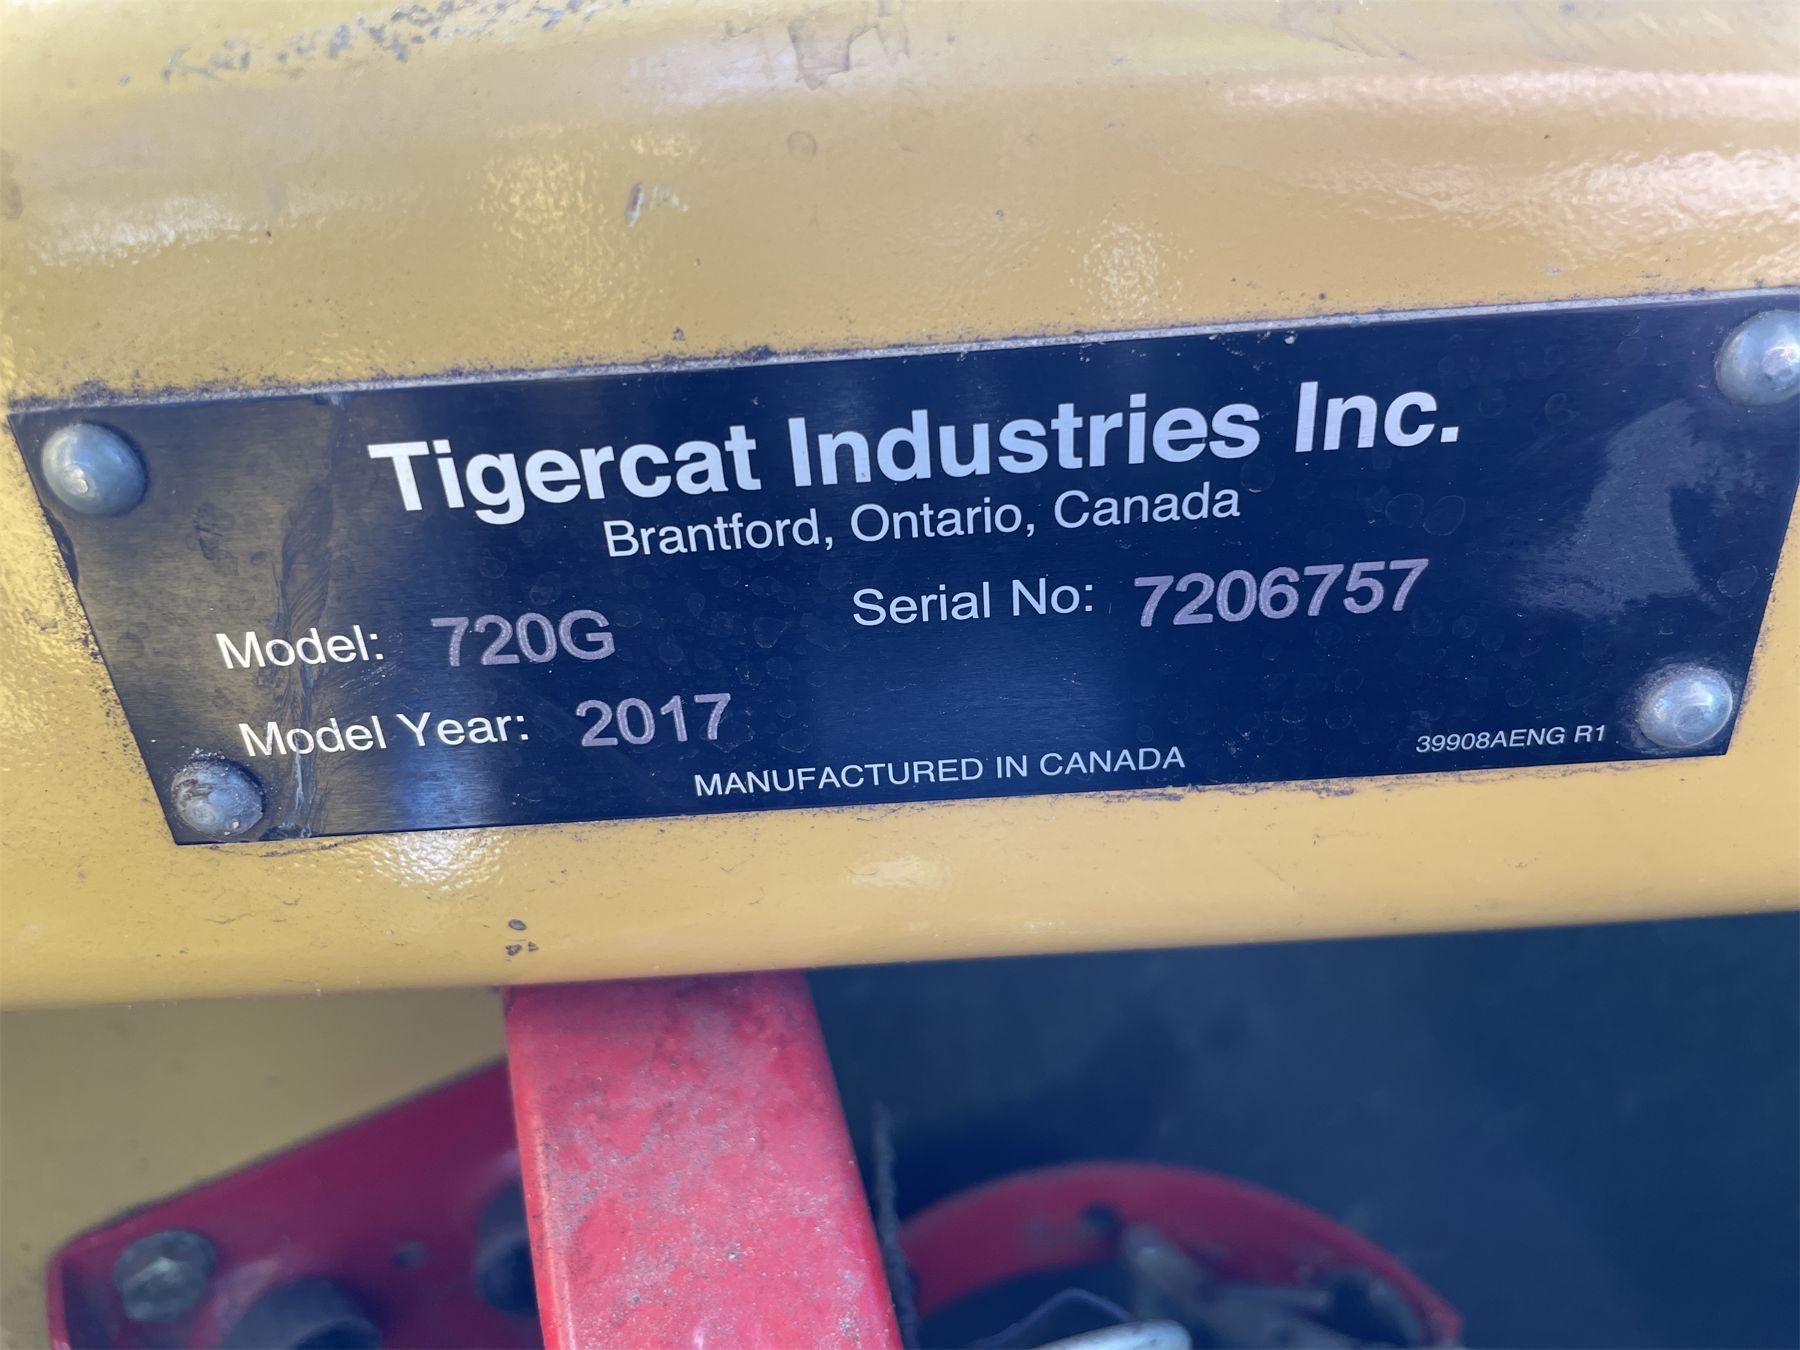 Tigercat Industries Inc.
Brantford, Ontario, Canada
Model: 720G Serial No: 7206757
Model Year: 2017
MANUFACTURED IN CANADA
39908AENG R1